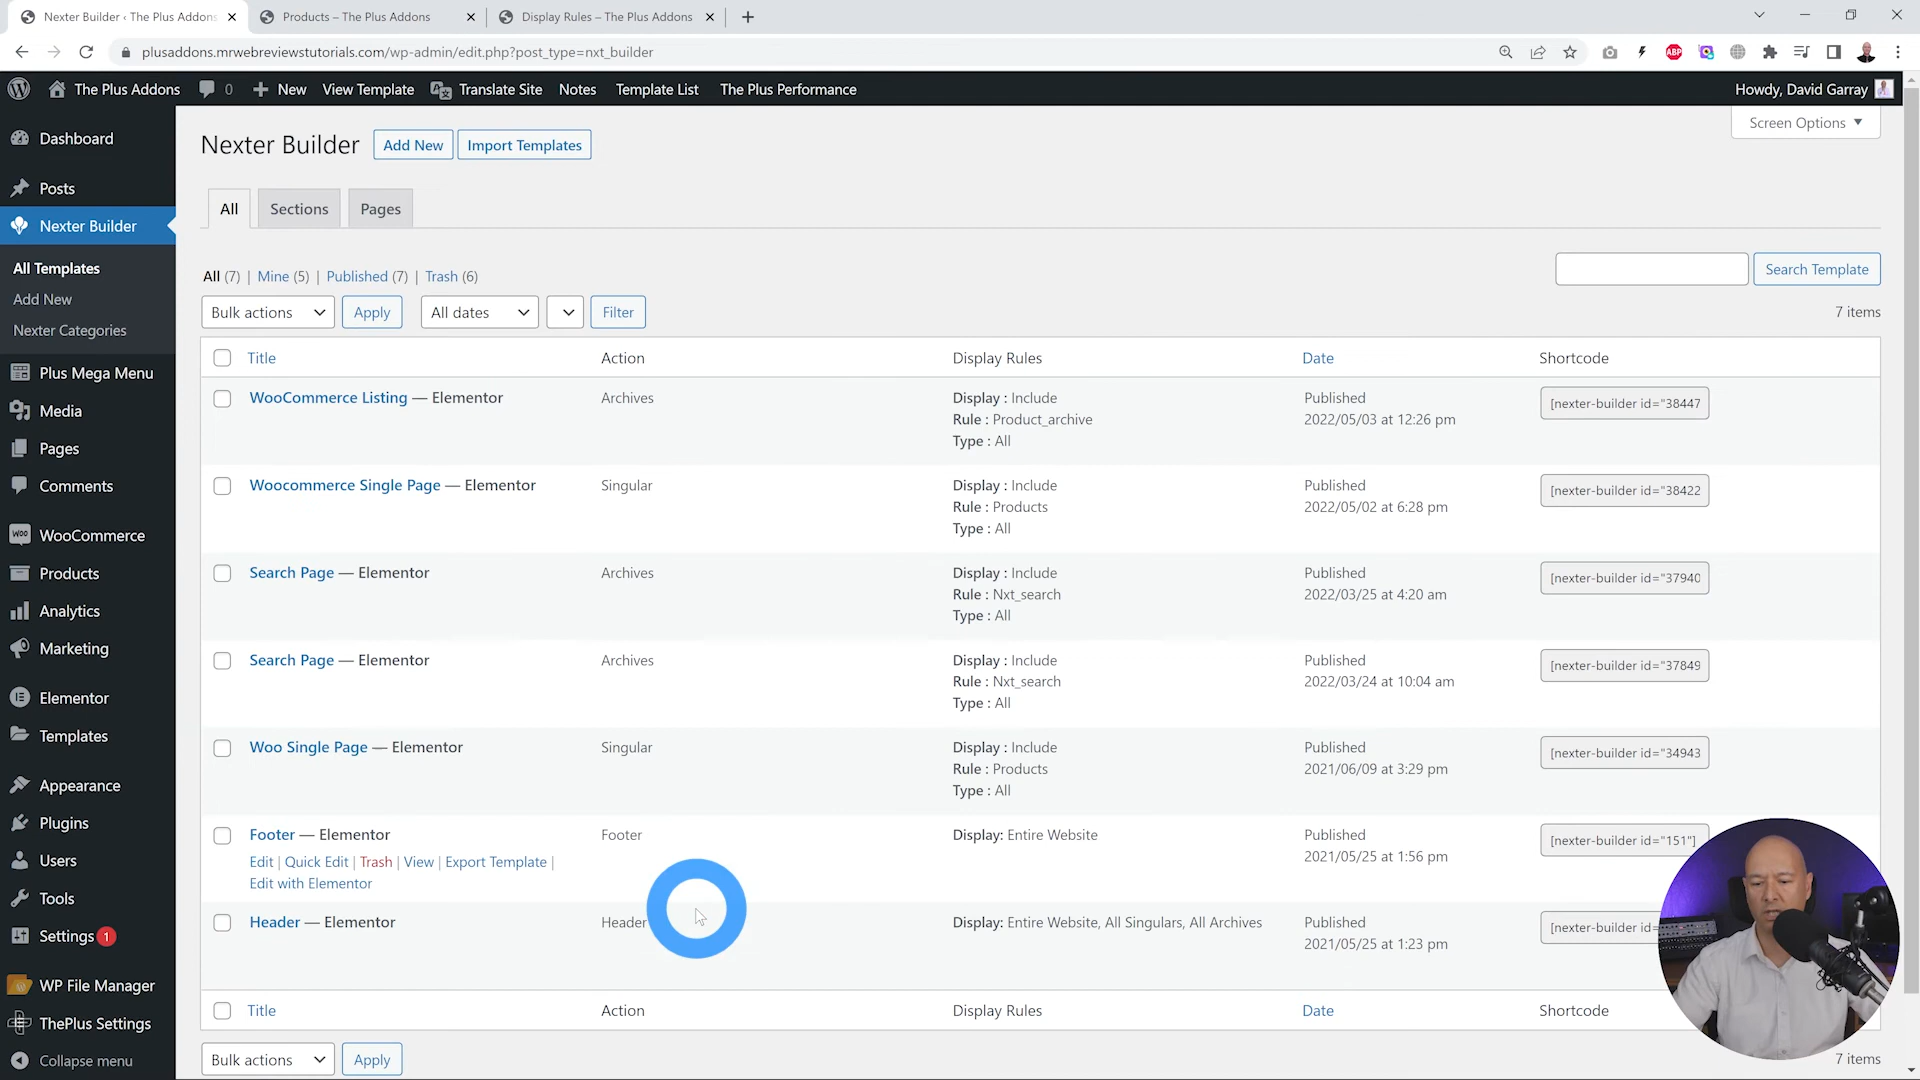 Nexter Builder ‹ The Plus Addons
Products – The Plus Addons
Display Rules – The Plus Addons
plusaddons.mrwebreviewstutorials.com/wp-admin/edit.php?post_type=nxt_builder
ABP
The Plus Addons
0
New
View Template
Translate Site
Notes
Template List
The Plus Performance
Howdy, David Garray
Screen Options
Dashboard
Posts
Nexter Builder
All Templates
Add New
Nexter Categories
Plus Mega Menu
Media
Pages
Comments
WooCommerce
Products
Analytics
Marketing
Elementor
Templates
Appearance
Plugins
Users
Tools
Settings 1
WP File Manager
ThePlus Settings
Collapse menu
Nexter Builder
Add New
Import Templates
All
Sections
Pages
All (7) | Mine (5) | Published (7) | Trash (6)
Search Template
Bulk actions
Apply
All dates
Filter
7 items
Title
Action
Display Rules
Date
Shortcode
WooCommerce Listing — Elementor
Archives
Display : Include
Rule : Product_archive
Type : All
Published
2022/05/03 at 12:26 pm
[nexter-builder id="38447
Woocommerce Single Page — Elementor
Singular
Display : Include
Rule : Products
Type : All
Published
2022/05/02 at 6:28 pm
[nexter-builder id="38422
Search Page — Elementor
Archives
Display : Include
Rule : Nxt_search
Type : All
Published
2022/03/25 at 4:20 am
[nexter-builder id="37940
Search Page — Elementor
Archives
Display : Include
Rule : Nxt_search
Type : All
Published
2022/03/24 at 10:04 am
[nexter-builder id="37849
Woo Single Page — Elementor
Singular
Display : Include
Rule : Products
Type : All
Published
2021/06/09 at 3:29 pm
[nexter-builder id="34943
Footer — Elementor
Edit | Quick Edit | Trash | View | Export Template |
Edit with Elementor
Footer
Display: Entire Website
Published
2021/05/25 at 1:56 pm
[nexter-builder id="151"]
Header — Elementor
Header
Display: Entire Website, All Singulars, All Archives
Published
2021/05/25 at 1:23 pm
[nexter-builder id=
Title
Action
Display Rules
Date
Shortcode
Bulk actions
Apply
7 items